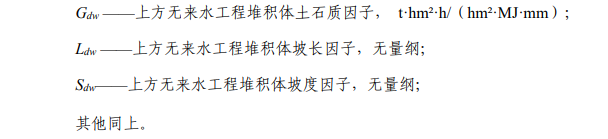 Gdw ——上方无来水工程堆积体土石质因子， t·hm²·h/（hm²·MJ·mm）；
Ldw ——上方无来水工程堆积体坡长因子，无量纲；
Sdw——上方无来水工程堆积体坡度因子，无量纲；
其他同上。